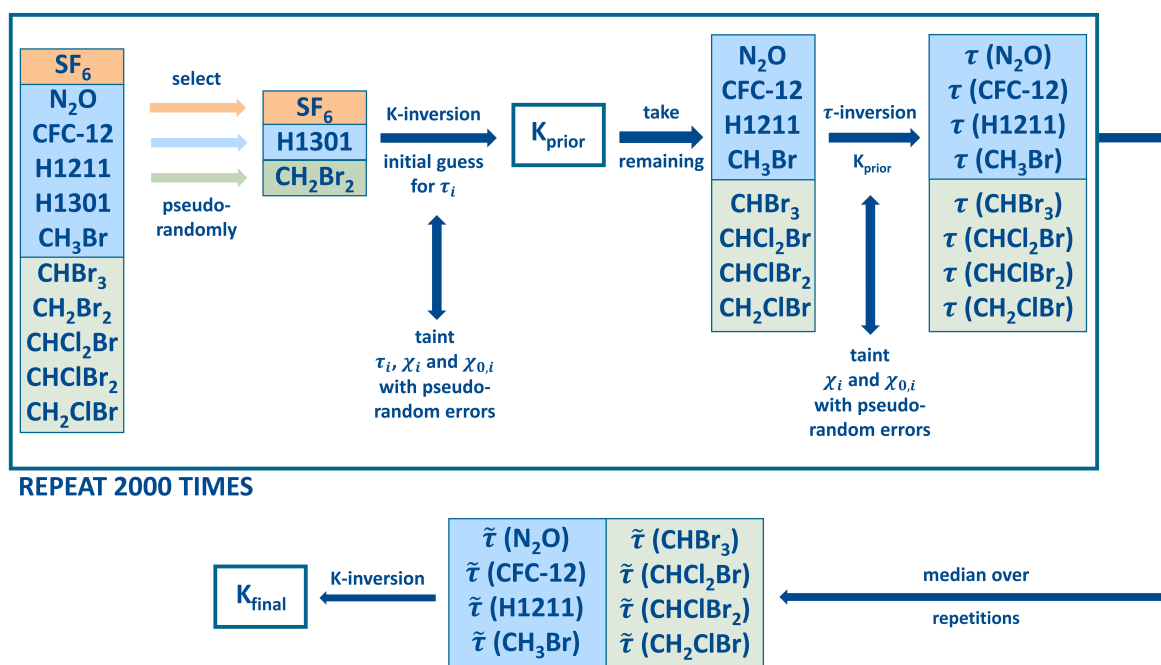 SF₆
N₂O
CFC-12
H1211
H1301
CH₃Br
CHBr₃
CH₂Br₂
CHCl₂Br
CHClBr₂
CH₂ClBr
select
pseudo-
randomly
SF₆
H1301
CH₂Br₂
K-inversion
initial guess
for τᵢ
taint
τᵢ, χᵢ and χ₀,ᵢ
with pseudo-
random errors
K_prior
take
remaining
N₂O
CFC-12
H1211
CH₃Br
CHBr₃
CHCl₂Br
CHClBr₂
CH₂ClBr
τ-inversion
K_prior
taint
χᵢ and χ₀,ᵢ
with pseudo-
random errors
τ (N₂O)
τ (CFC-12)
τ (H1211)
τ (CH₃Br)
τ (CHBr₃)
τ (CHCl₂Br)
τ (CHClBr₂)
τ (CH₂ClBr)
REPEAT 2000 TIMES
median over
repetitions
τ̃ (N₂O)
τ̃ (CFC-12)
τ̃ (H1211)
τ̃ (CH₃Br)
τ̃ (CHBr₃)
τ̃ (CHCl₂Br)
τ̃ (CHClBr₂)
τ̃ (CH₂ClBr)
K-inversion
K_final